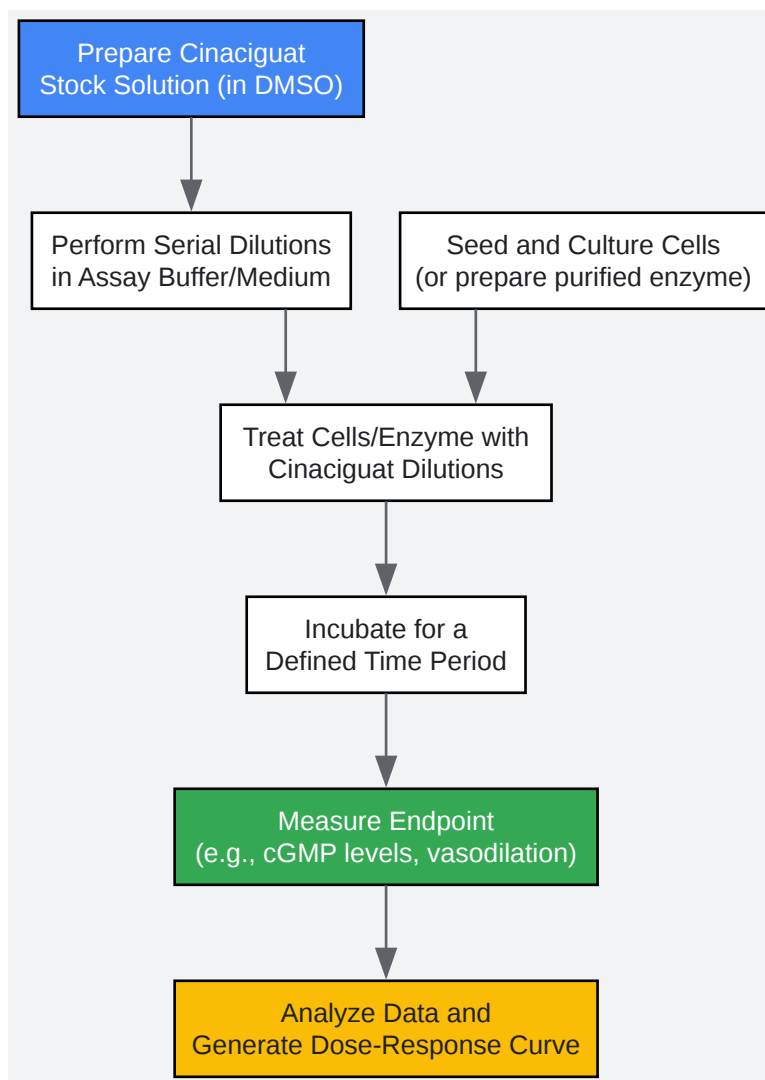 Prepare Cinaciguat
Stock Solution (in DMSO)
Perform Serial Dilutions
in Assay Buffer/Medium
Seed and Culture Cells
(or prepare purified enzyme)
Treat Cells/Enzyme with
Cinaciguat Dilutions
Incubate for a
Defined Time Period
Measure Endpoint
(e.g., cGMP levels, vasodilation)
Analyze Data and
Generate Dose-Response Curve